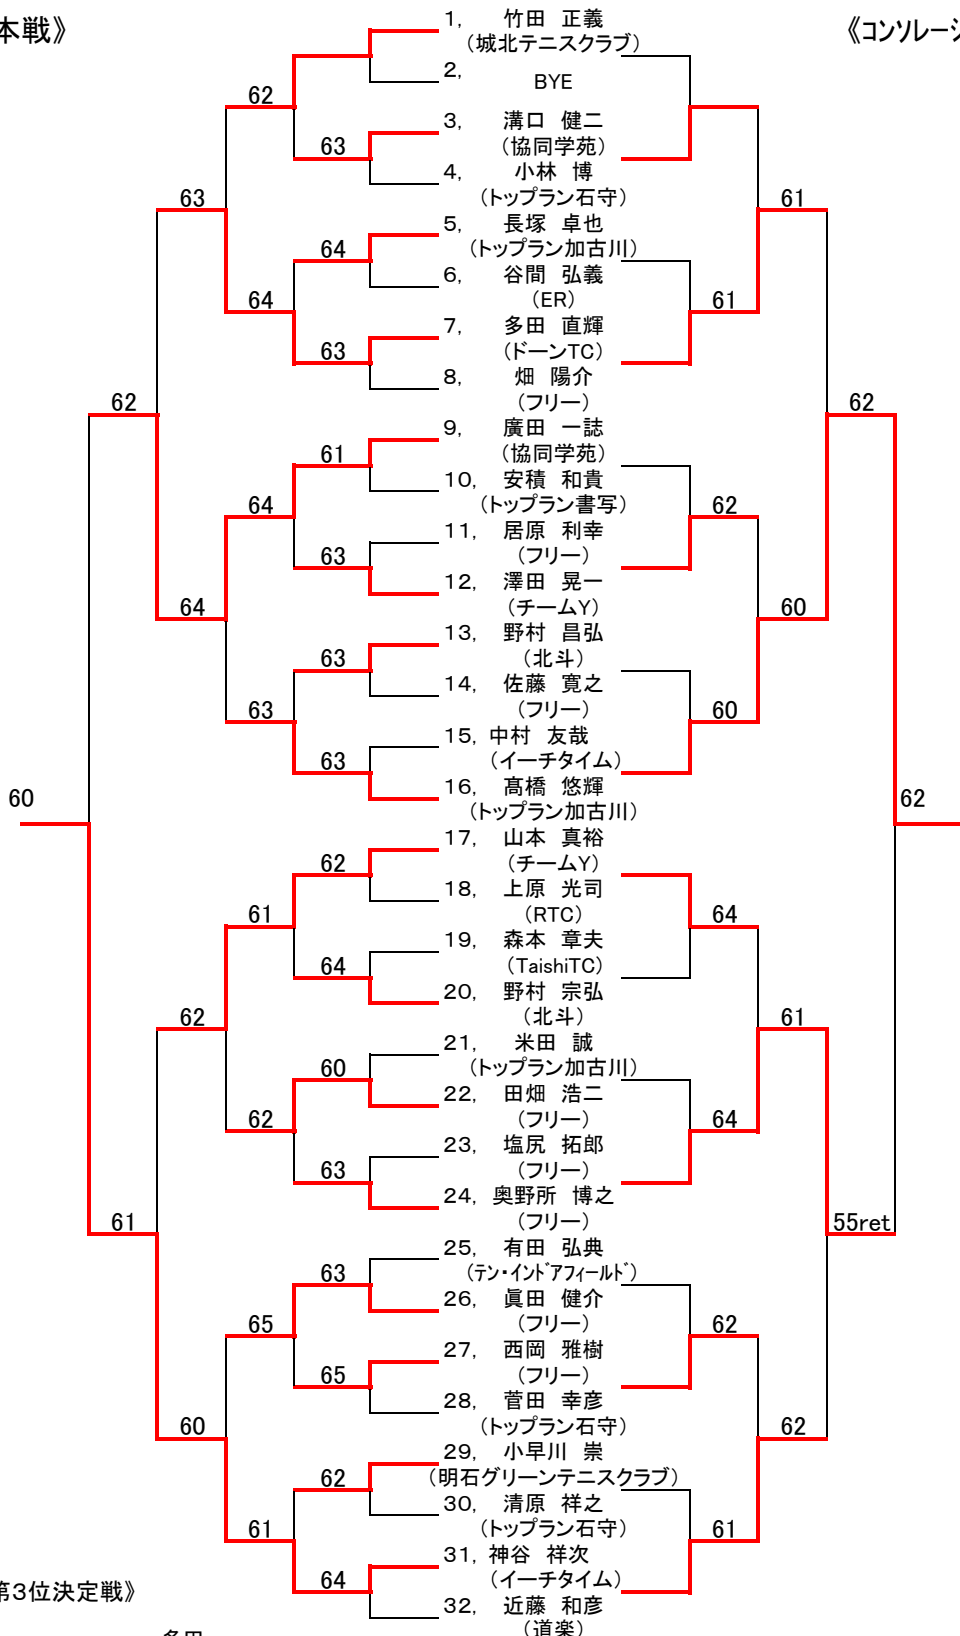 本戦》
《コンソレーシ
1, 竹田 正義
(城北テニスクラブ)
2, BYE
62
3, 溝口 健二
63
(協同学苑)
4, 小林 博
(トップラン石守)
63
61
5, 長塚 卓也
64
(トップラン加古川)
6, 谷間 弘義
(ER)
64
61
7, 多田 直輝
63
(ドーンTC)
8, 畑 陽介
(フリー)
62
62
9, 廣田 一誌
61
(協同学苑)
10, 安積 和貴
(トップラン書写)
64
62
11, 居原 利幸
63
(フリー)
12, 澤田 晃一
(チームY)
64
60
13, 野村 昌弘
63
(北斗)
14, 佐藤 寛之
(フリー)
63
60
15, 中村 友哉
63
(イーチタイム)
16, 髙橋 悠輝
(トップラン加古川)
60
62
17, 山本 真裕
62
(チームY)
18, 上原 光司
(RTC)
61
64
19, 森本 章夫
64
(TaishiTC)
20, 野村 宗弘
(北斗)
62
61
21, 米田 誠
60
(トップラン加古川)
22, 田畑 浩二
(フリー)
62
64
23, 塩尻 拓郎
63
(フリー)
24, 奥野所 博之
(フリー)
61
55ret
25, 有田 弘典
63
(テン・インドアフィールド)
26, 眞田 健介
(フリー)
65
62
27, 西岡 雅樹
65
(フリー)
28, 菅田 幸彦
(トップラン石守)
60
62
29, 小早川 崇
62
(明石グリーンテニスクラブ)
30, 清原 祥之
(トップラン石守)
61
61
31, 神谷 祥次
64
(イーチタイム)
32, 近藤 和彦
(道楽)
第3位決定戦》
多田